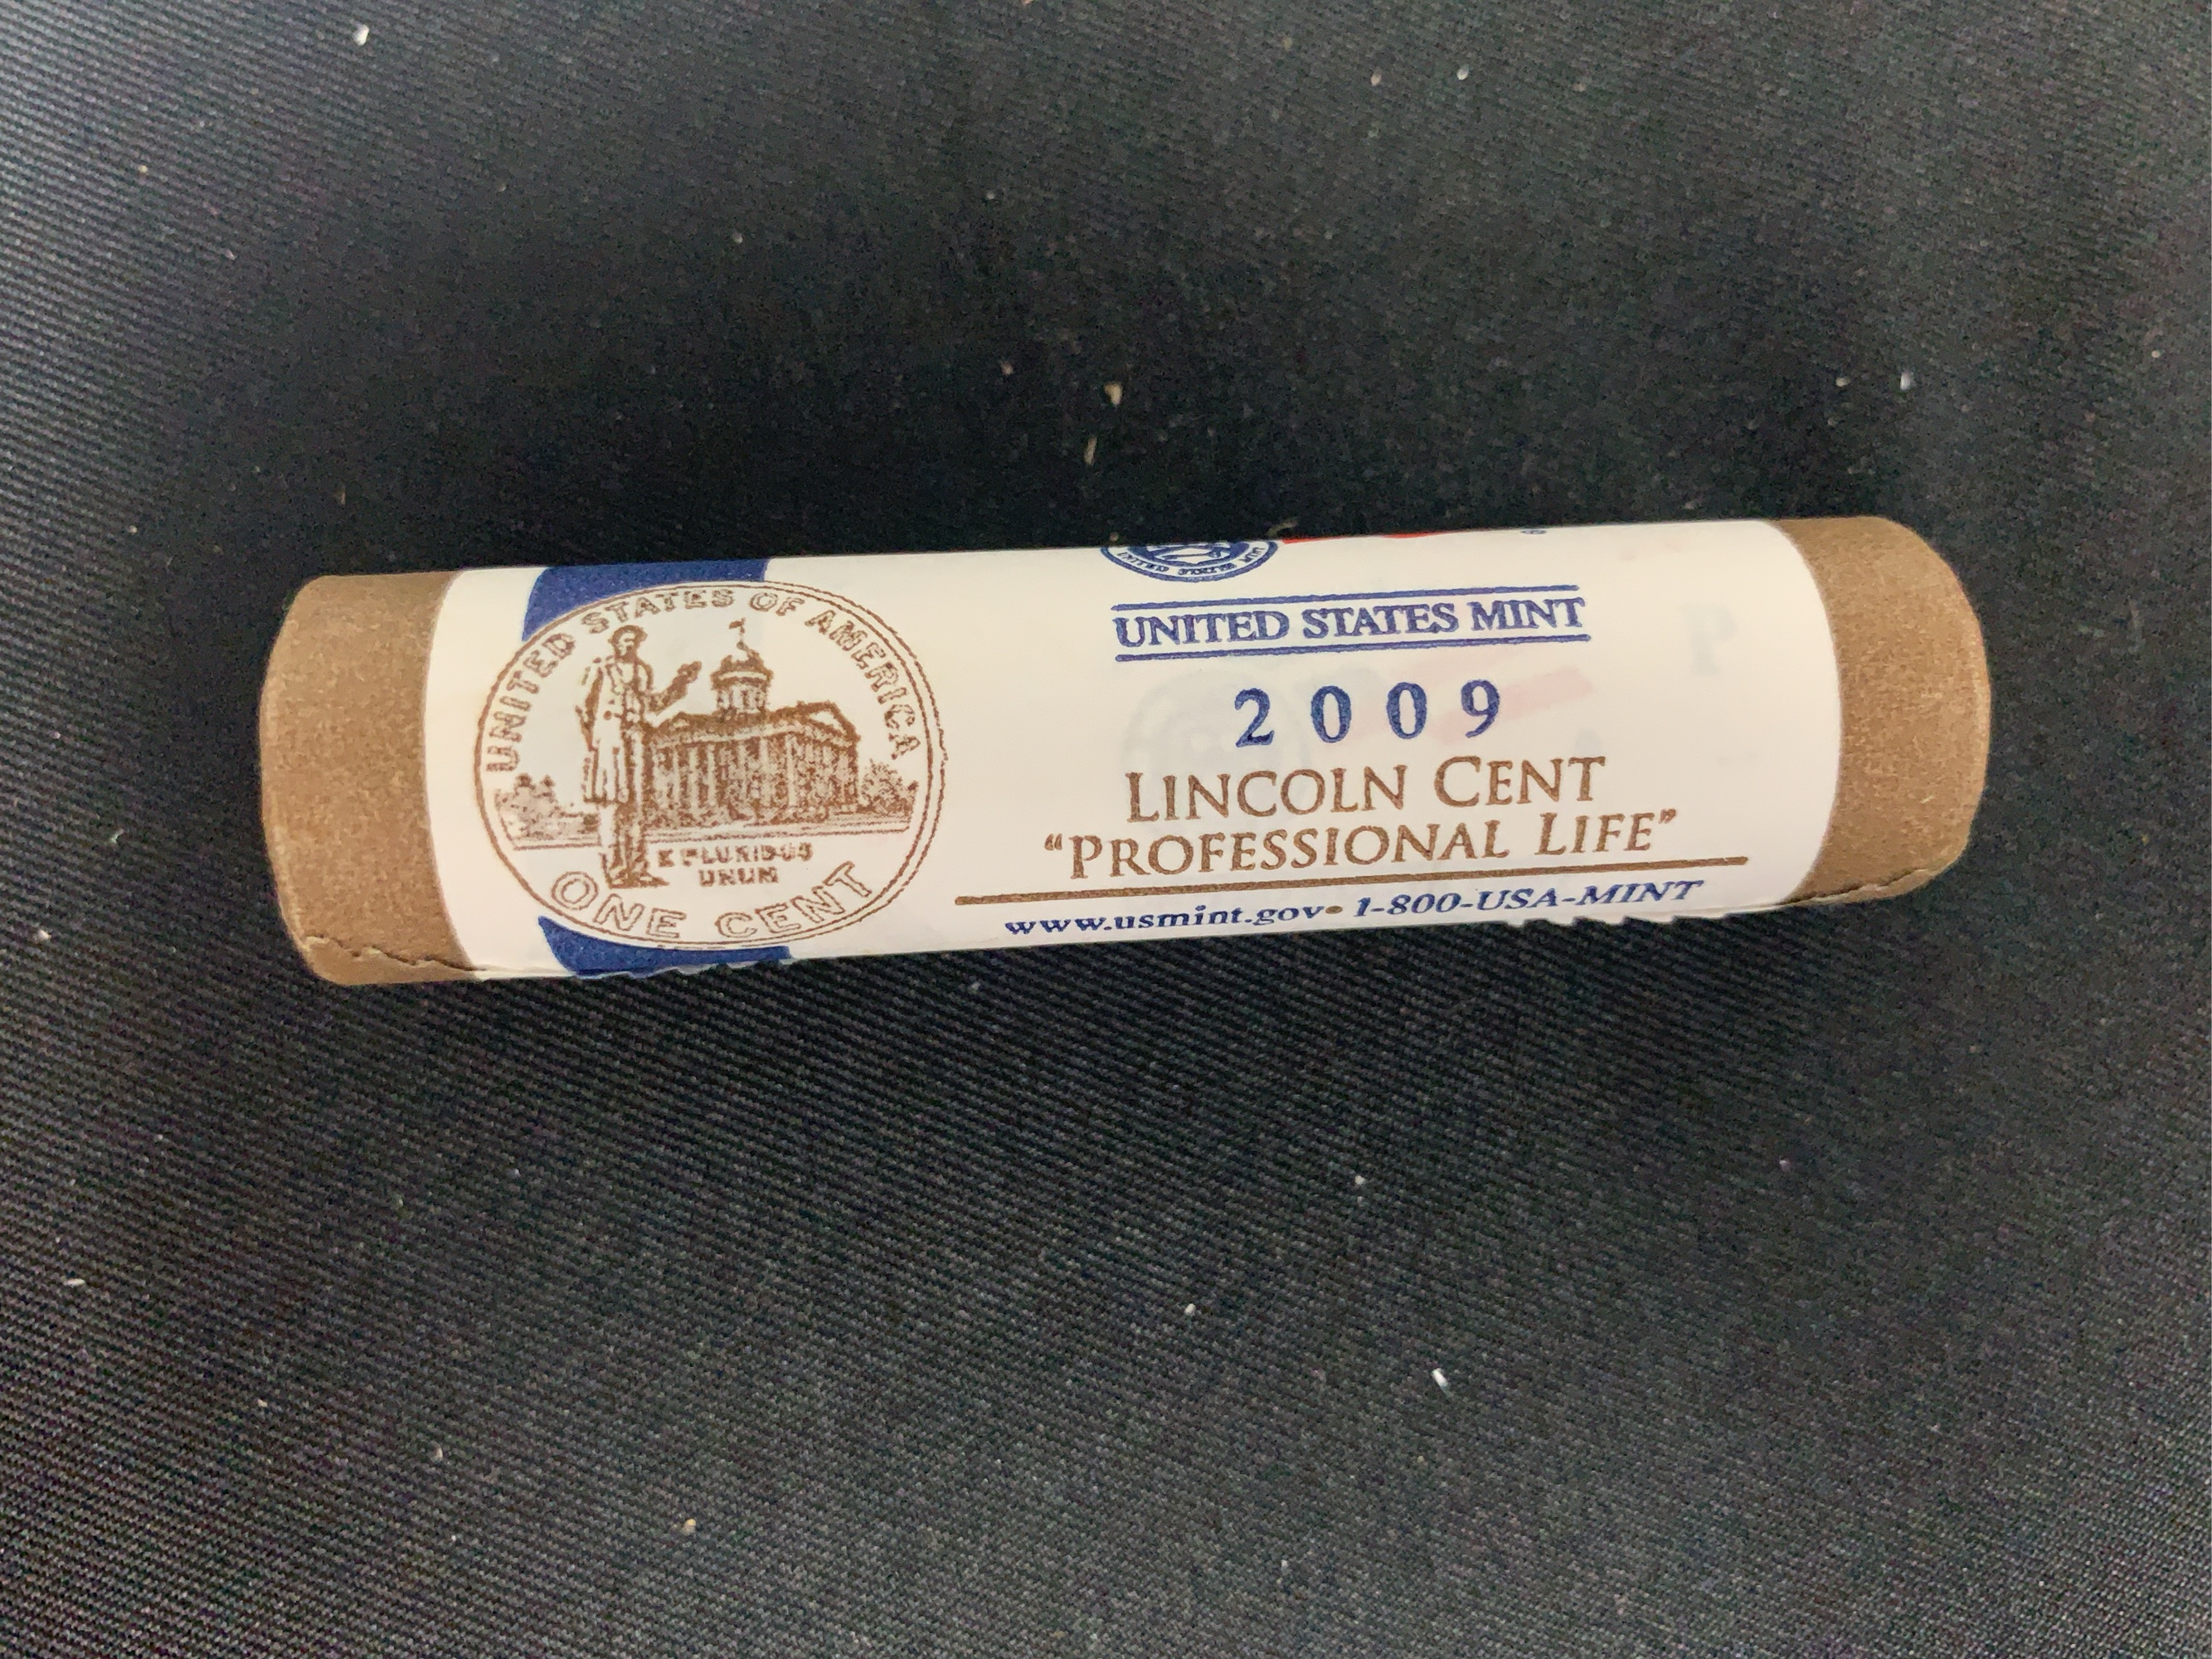 UNITED STATES OF AMERICA
E PLURIBUS
UNUM
ONE CENT
UNITED STATES MINT
2009
LINCOLN CENT
“PROFESSIONAL LIFE”
www.usmint.gov• 1-800-USA-MINT